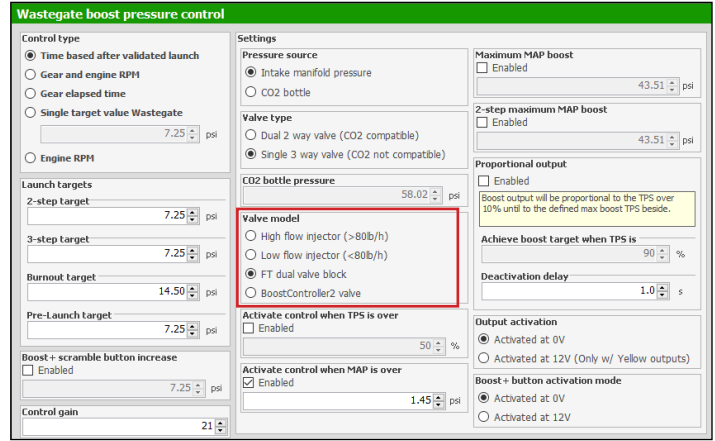 Wastegate boost pressure control
Control type
Time based after validated launch
Gear and engine RPM
Gear elapsed time
Single target value Wastegate
7.25 psi
Engine RPM
Launch targets
2-step target
7.25 psi
3-step target
7.25 psi
Burnout target
14.50 psi
Pre-Launch target
7.25 psi
Boost+ scramble button increase
Enabled
7.25 psi
Control gain
21
Settings
Pressure source
Intake manifold pressure
CO2 bottle
Valve type
Dual 2 way valve (CO2 compatible)
Single 3 way valve (CO2 not compatible)
CO2 bottle pressure
58.02 psi
Valve model
High flow injector (>80lb/h)
Low flow injector (<80lb/h)
FT dual valve block
BoostController2 valve
Activate control when TPS is over
Enabled
50 %
Activate control when MAP is over
Enabled
1.45 psi
Maximum MAP boost
Enabled
43.51 psi
2-step maximum MAP boost
Enabled
43.51 psi
Proportional output
Enabled
Boost output will be proportional to the TPS over
10% until to the defined max boost TPS beside.
Achieve boost target when TPS is
90 %
Deactivation delay
1.0 s
Output activation
Activated at 0V
Activated at 12V (Only w/ Yellow outputs)
Boost+ button activation mode
Activated at 0V
Activated at 12V